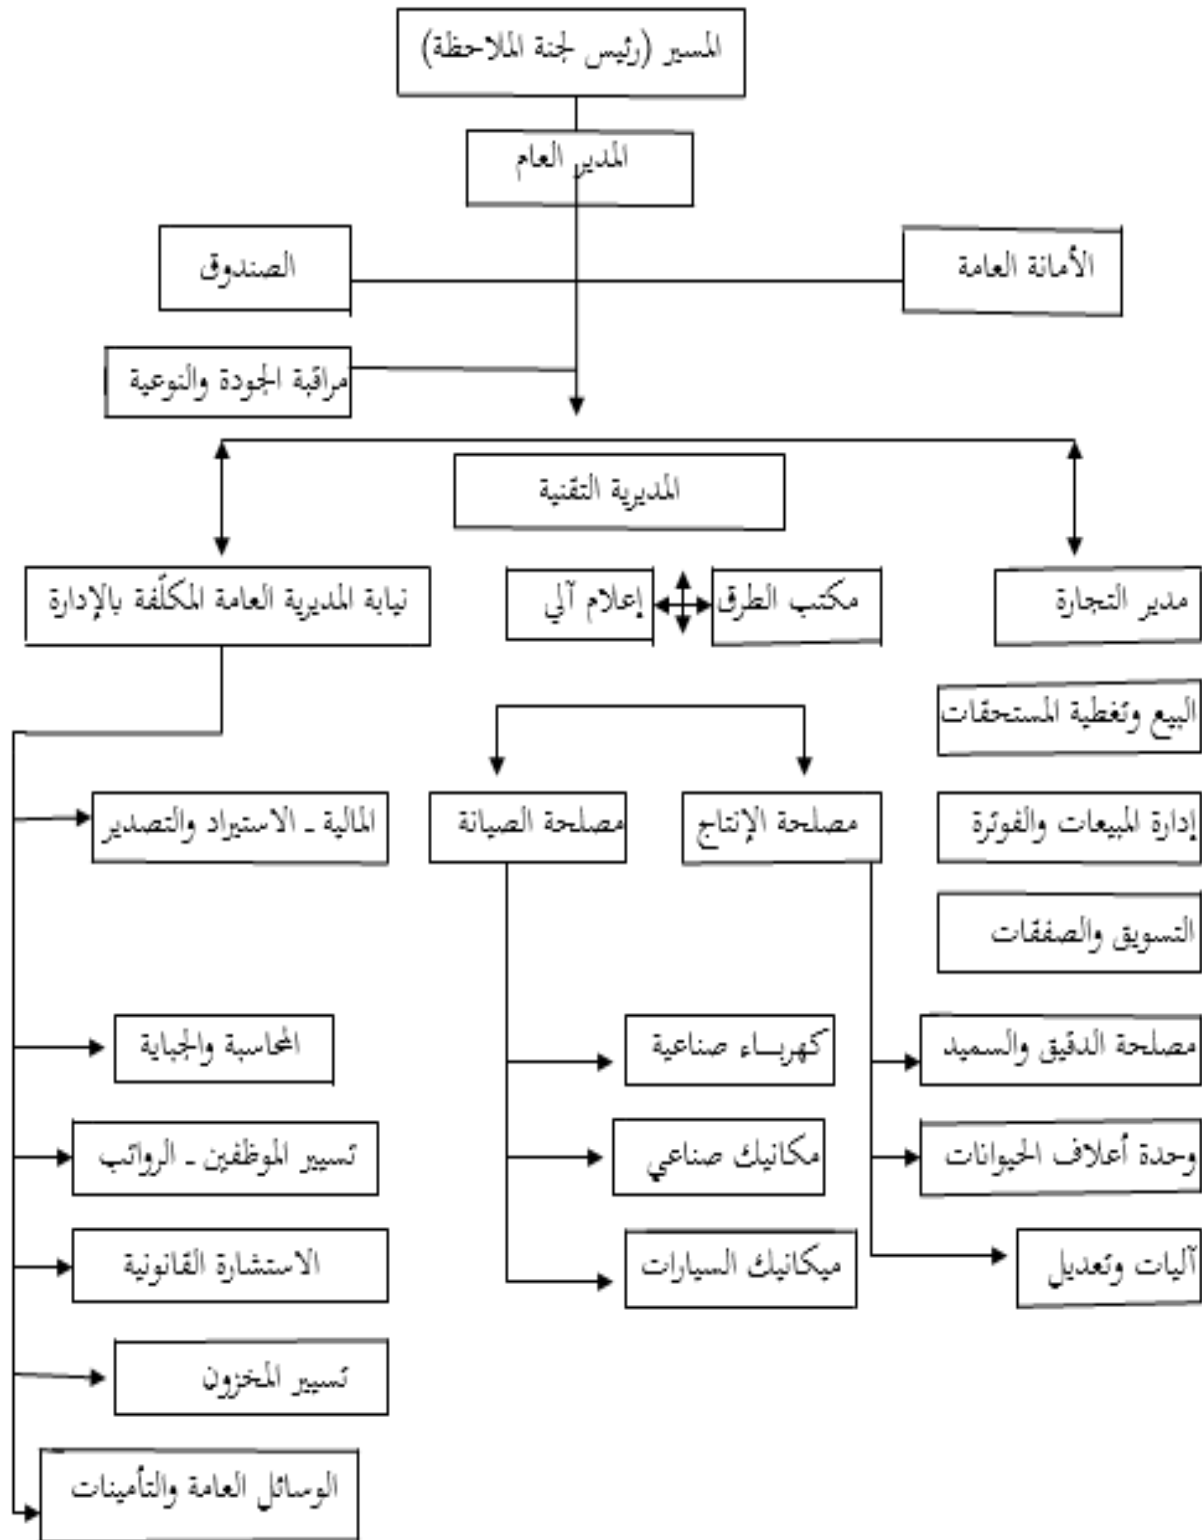 المسير (رئيس لجنة الملاحظة)
المدير العام
الأمانة العامة
الصندوق
مراقبة الجودة والنوعية
المديرية التقنية
مدير التجارة
مكتب الطرق
إعلام آلي
نيابة المديرية العامة المكلّفة بالإدارة
البيع وتغطية المستحقات
إدارة المبيعات والفوترة
مصلحة الإنتاج
مصلحة الصيانة
المالية ـ الاستيراد والتصدير
التسويق والصفقات
مصلحة الدقيق والسميد
كهربـــاء صناعية
المحاسبة والجباية
وحدة أعلاف الحيوانات
مكانيك صناعي
تسيير الموظفين ـ الرواتب
آليات وتعديل
ميكانيك السيارات
الاستشارة القانونية
تسيير المخزون
الوسائل العامة والتأمينات